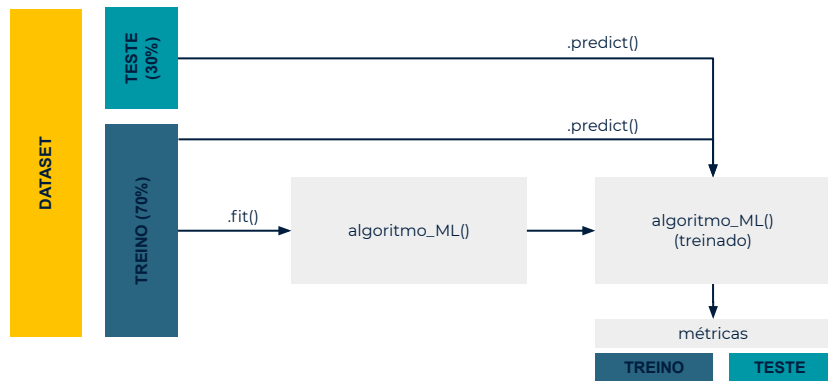 DATASET
TESTE
(30%)
.predict()
TREINO (70%)
.predict()
.fit()
algoritmo_ML()
algoritmo_ML()
(treinado)
métricas
TREINO
TESTE